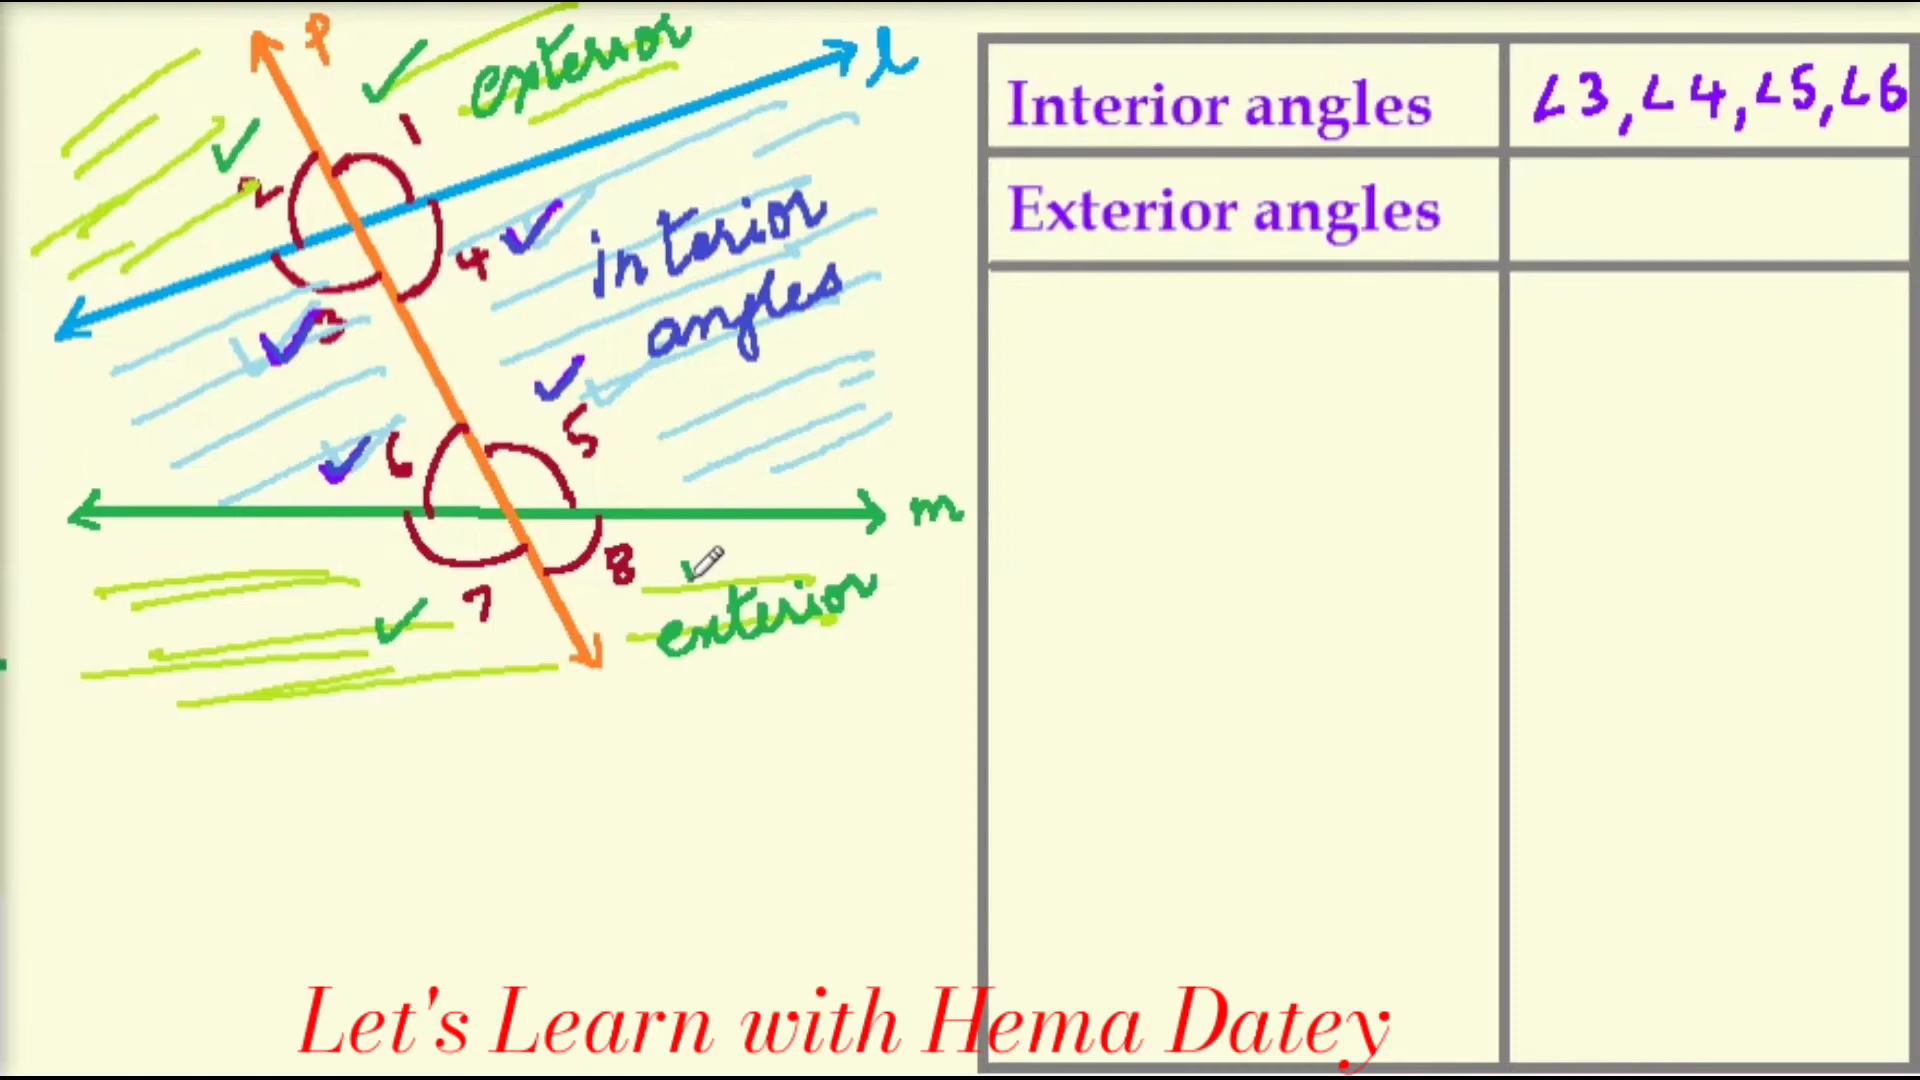 p
exterior
l
1
2
4
interior
angles
3
5
6
m
8
7
exterior
Interior angles
∠3, ∠4, ∠5, ∠6
Exterior angles
Let's Learn with Hema Datey